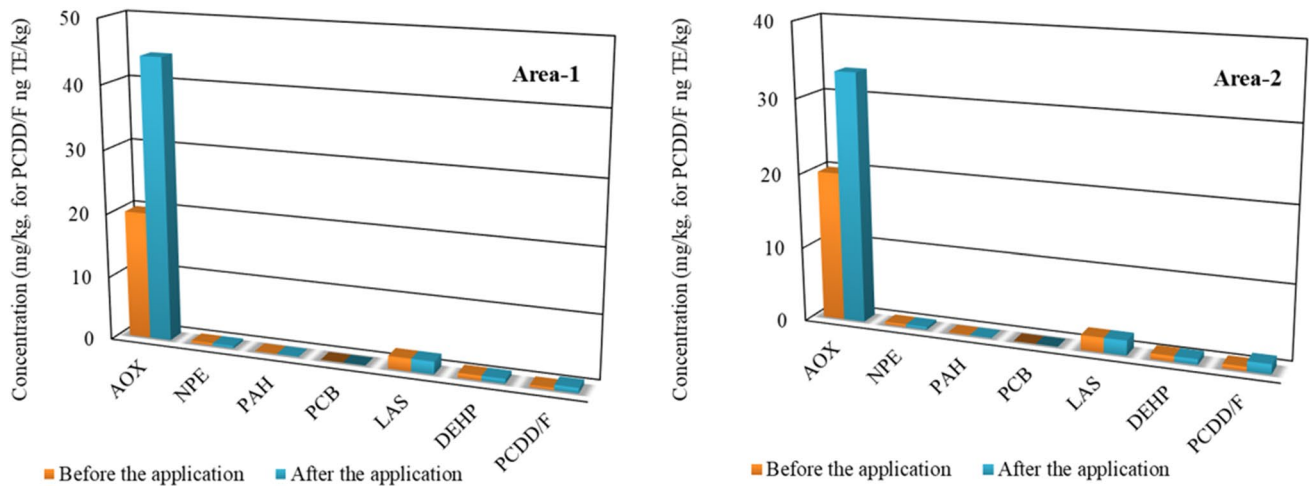 Concentration (mg/kg, for PCDD/F ng TE/kg)
50
40
30
20
10
0
Area-1
AOX
NPE
PAH
PCB
LAS
DEHP
PCDD/F
Before the application
After the application
Concentration (mg/kg, for PCDD/F ng TE/kg)
40
30
20
10
0
Area-2
AOX
NPE
PAH
PCB
LAS
DEHP
PCDD/F
Before the application
After the application